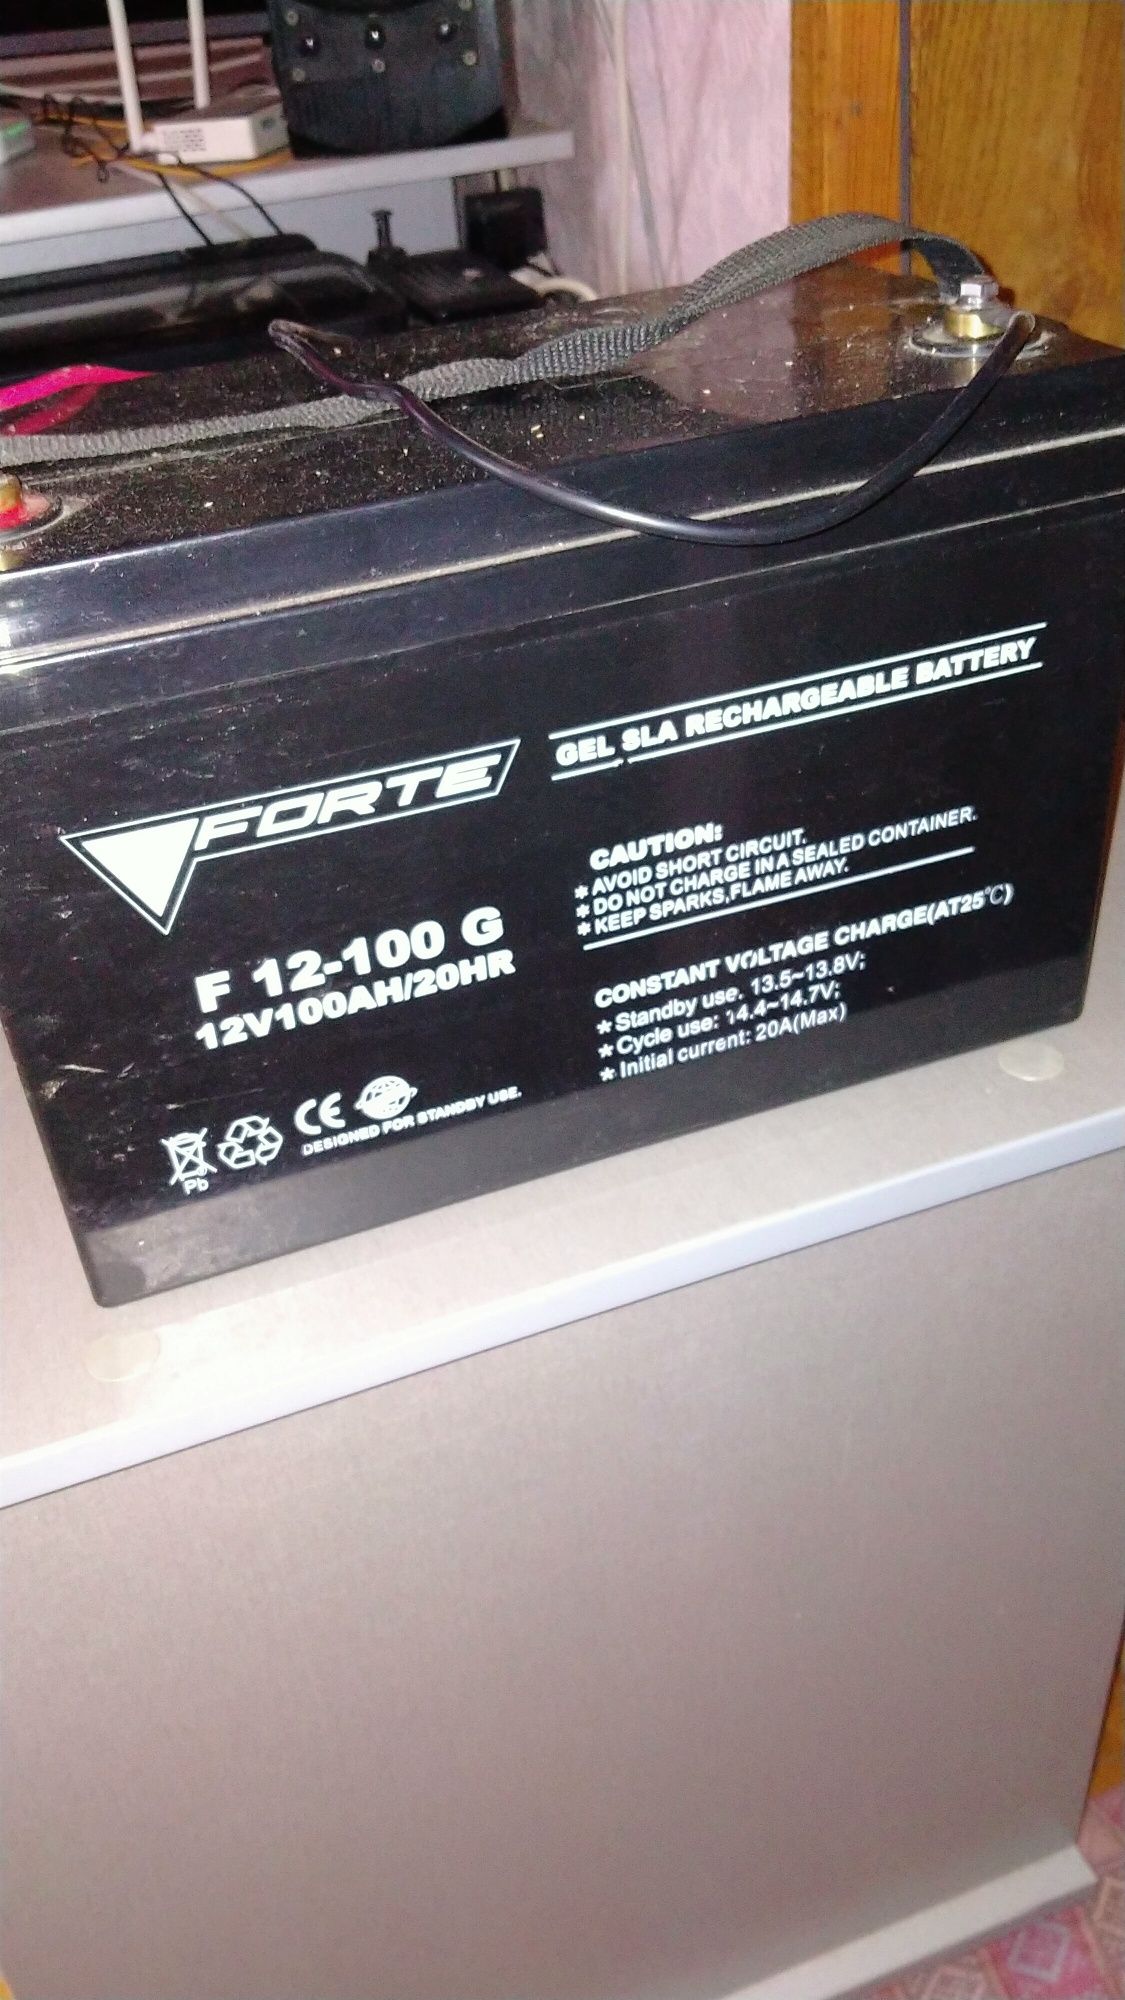 FORTE
F 12-100 G
12V100AH/20HR
Pb
CE
DESIGNED FOR STANDBY USE.
GEL SLA RECHARGEABLE BATTERY
CAUTION:
* AVOID SHORT CIRCUIT.
* DO NOT CHARGE IN A SEALED CONTAINER.
* KEEP SPARKS,FLAME AWAY.
CONSTANT VOLTAGE CHARGE(AT25℃)
* Standby use: 13.5~13.8V;
* Cycle use: 14.4~14.7V;
* Initial current: 20A(Max)